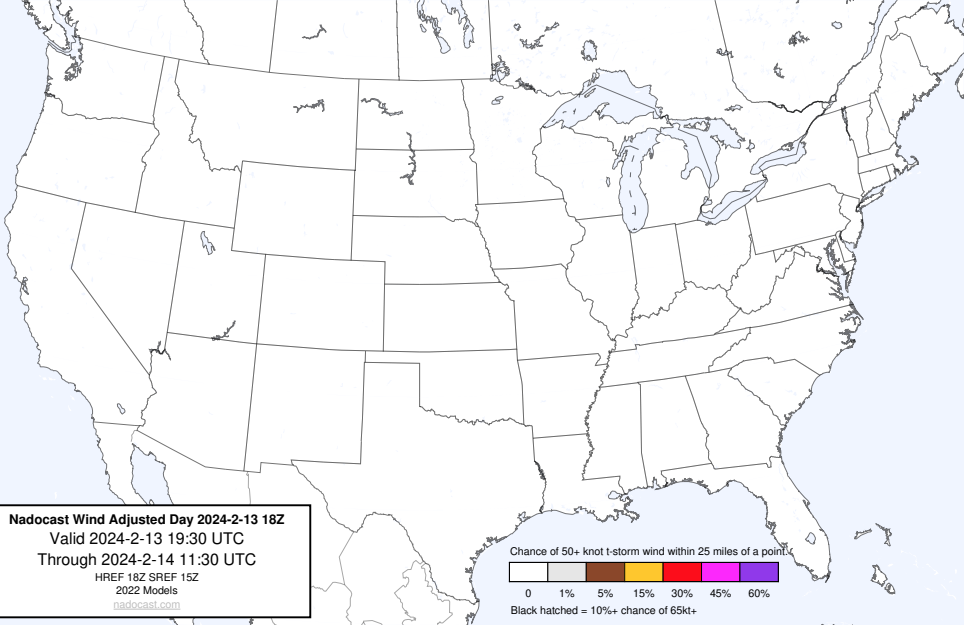 Nadocast Wind Adjusted Day 2024-2-13 18Z
Valid 2024-2-13 19:30 UTC
Through 2024-2-14 11:30 UTC
HREF 18Z SREF 15Z
2022 Models
nadocast.com
Chance of 50+ knot t-storm wind within 25 miles of a point.
0 1% 5% 15% 30% 45% 60%
Black hatched = 10%+ chance of 65kt+